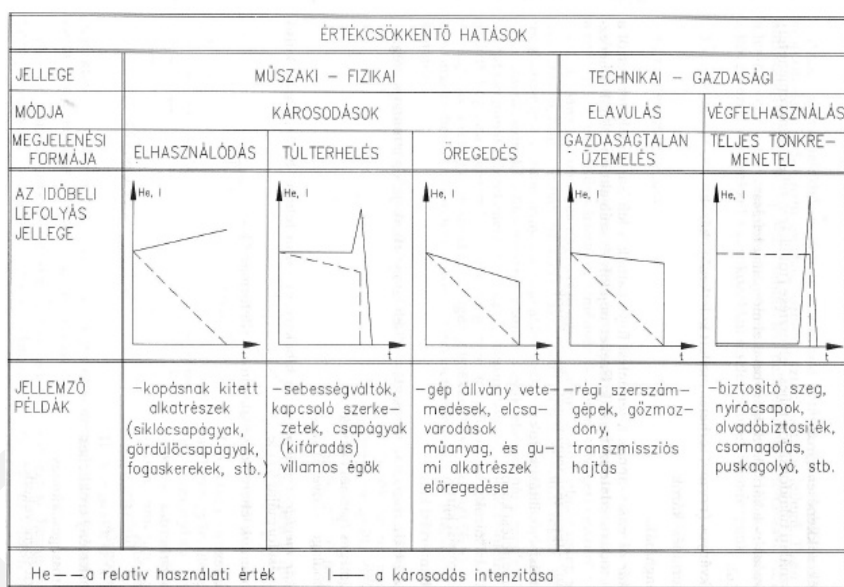 ÉRTÉKCSÖKKENTŐ HATÁSOK
JELLEGE
MŰSZAKI – FIZIKAI
TECHNIKAI – GAZDASÁGI
MÓDJA
KÁROSODÁSOK
ELAVULÁS
VÉGFELHASZNÁLÁS
MEGJELENÉSI
FORMÁJA
ELHASZNÁLÓDÁS
TÚLTERHELÉS
ÖREGEDÉS
GAZDASÁGTALAN
ÜZEMELÉS
TELJES TÖNKRE–
MENETEL
AZ IDŐBELI
LEFOLYÁS
JELLEGE
He, I
t
He, I
t
He, I
t
He, I
t
He, I
t
JELLEMZŐ
PÉLDÁK
–kopásnak kitett
alkatrészek
(siklócsapágyak,
gördülőcsapágyak,
fogaskerekek, stb.)
–sebességváltók,
kapcsoló szerke–
zetek, csapágyak
(kifáradás)
villamos égők
–gép állvány vete–
medések, elcsa–
varodások
műanyag, és gu–
mi alkatrészek
elöregedése
–régi szerszám–
gépek, gőzmoz–
dony,
transzmissziós
hajtás
–biztosító szeg,
nyírócsapok,
olvadóbiztosíték,
csomagolás,
puskagolyó, stb.
He – – – a relatív használati érték I —— a károsodás intenzitása